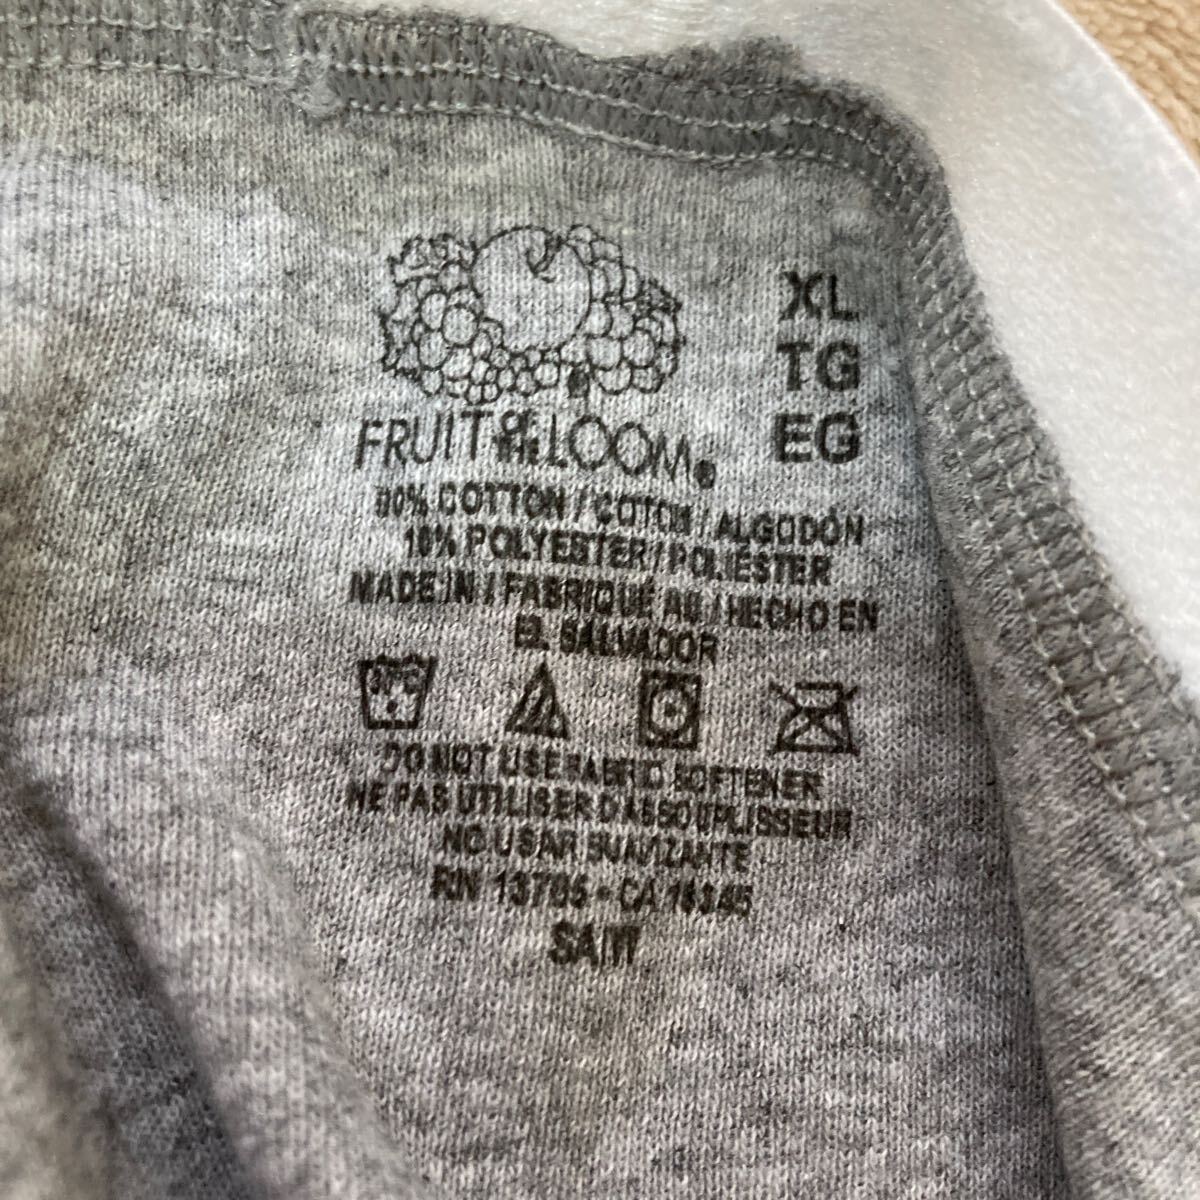 FRUIT OF THE LOOM®
XL
TG
EG
90% COTTON / COTON / ALGODÓN
10% POLYESTER / POLIESTER
MADE IN / FABRIQUÉ AU / HECHO EN
EL SALVADOR
DO NOT USE FABRIC SOFTENER
NE PAS UTILISER D'ASSOUPLISSEUR
NO USAR SUAVIZANTE
RN 13765 - CA 16345